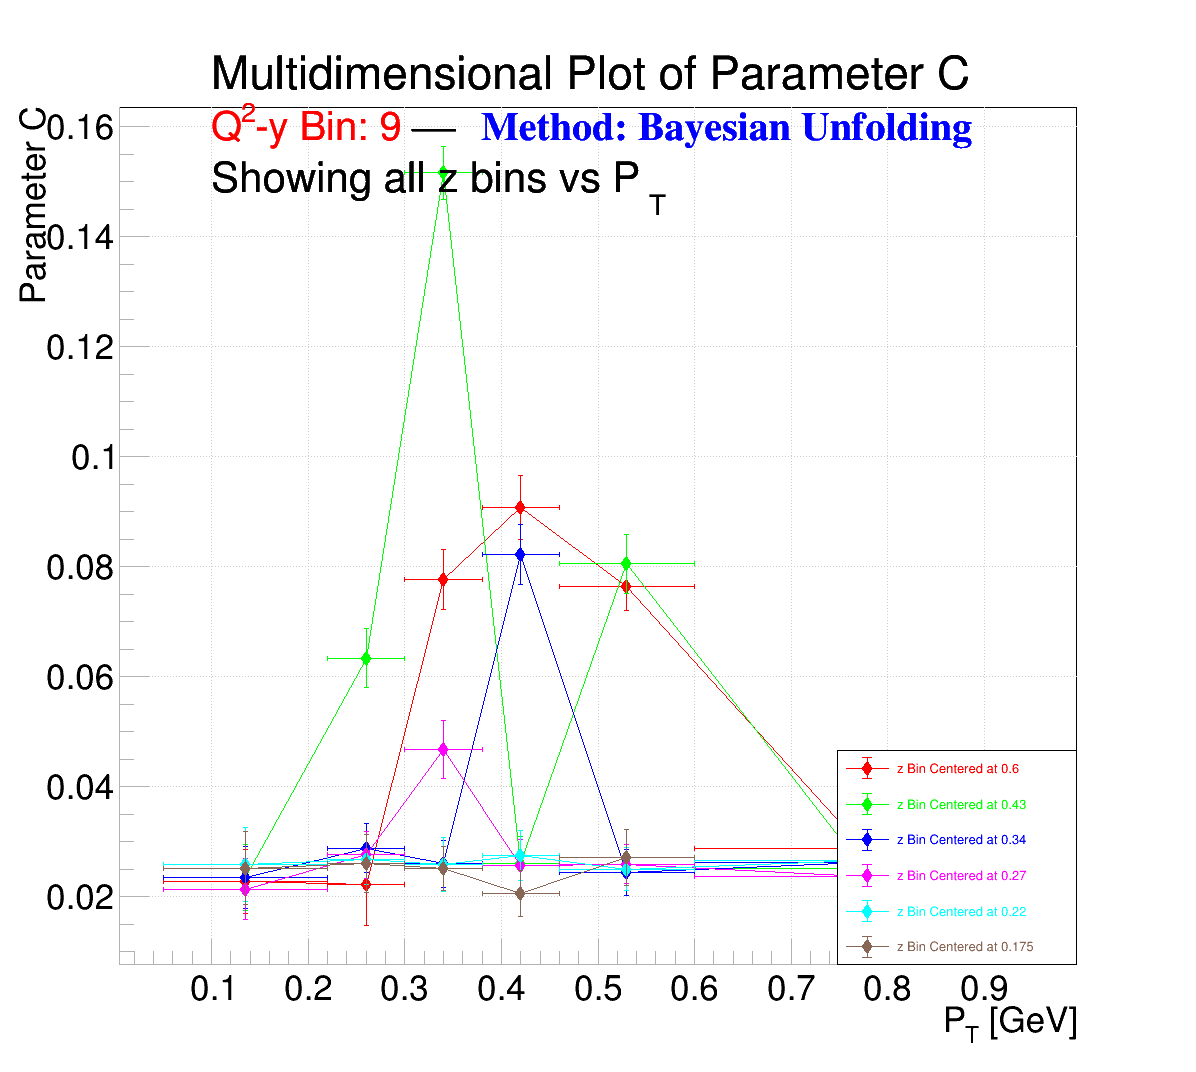 Multidimensional Plot of Parameter C
Q²-y Bin: 9 — Method: Bayesian Unfolding
Showing all z bins vs P_T
Parameter C
0.16
0.14
0.12
0.1
0.08
0.06
0.04
0.02
z Bin Centered at 0.6
z Bin Centered at 0.43
z Bin Centered at 0.34
z Bin Centered at 0.27
z Bin Centered at 0.22
z Bin Centered at 0.175
0.1 0.2 0.3 0.4 0.5 0.6 0.7 0.8 0.9
P_T [GeV]